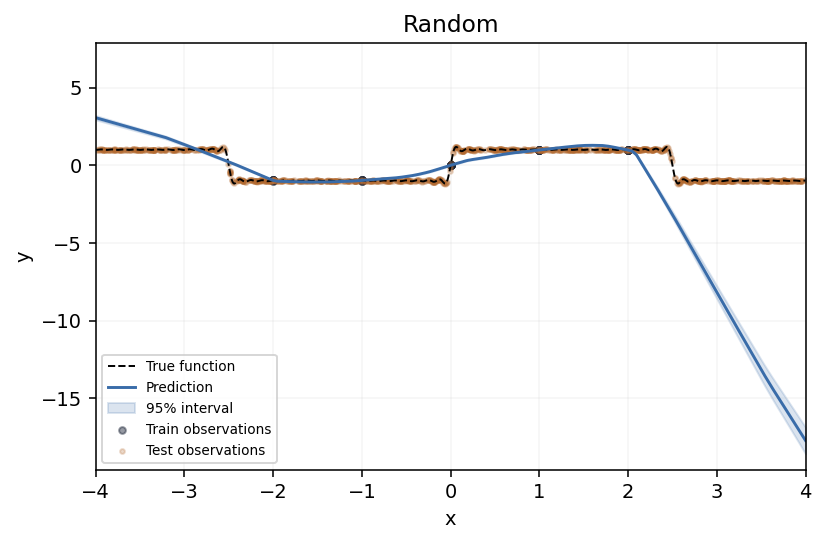 Random
y
5
0
−5
−10
−15
True function
Prediction
95% interval
Train observations
Test observations
−4 −3 −2 −1 0 1 2 3 4
x